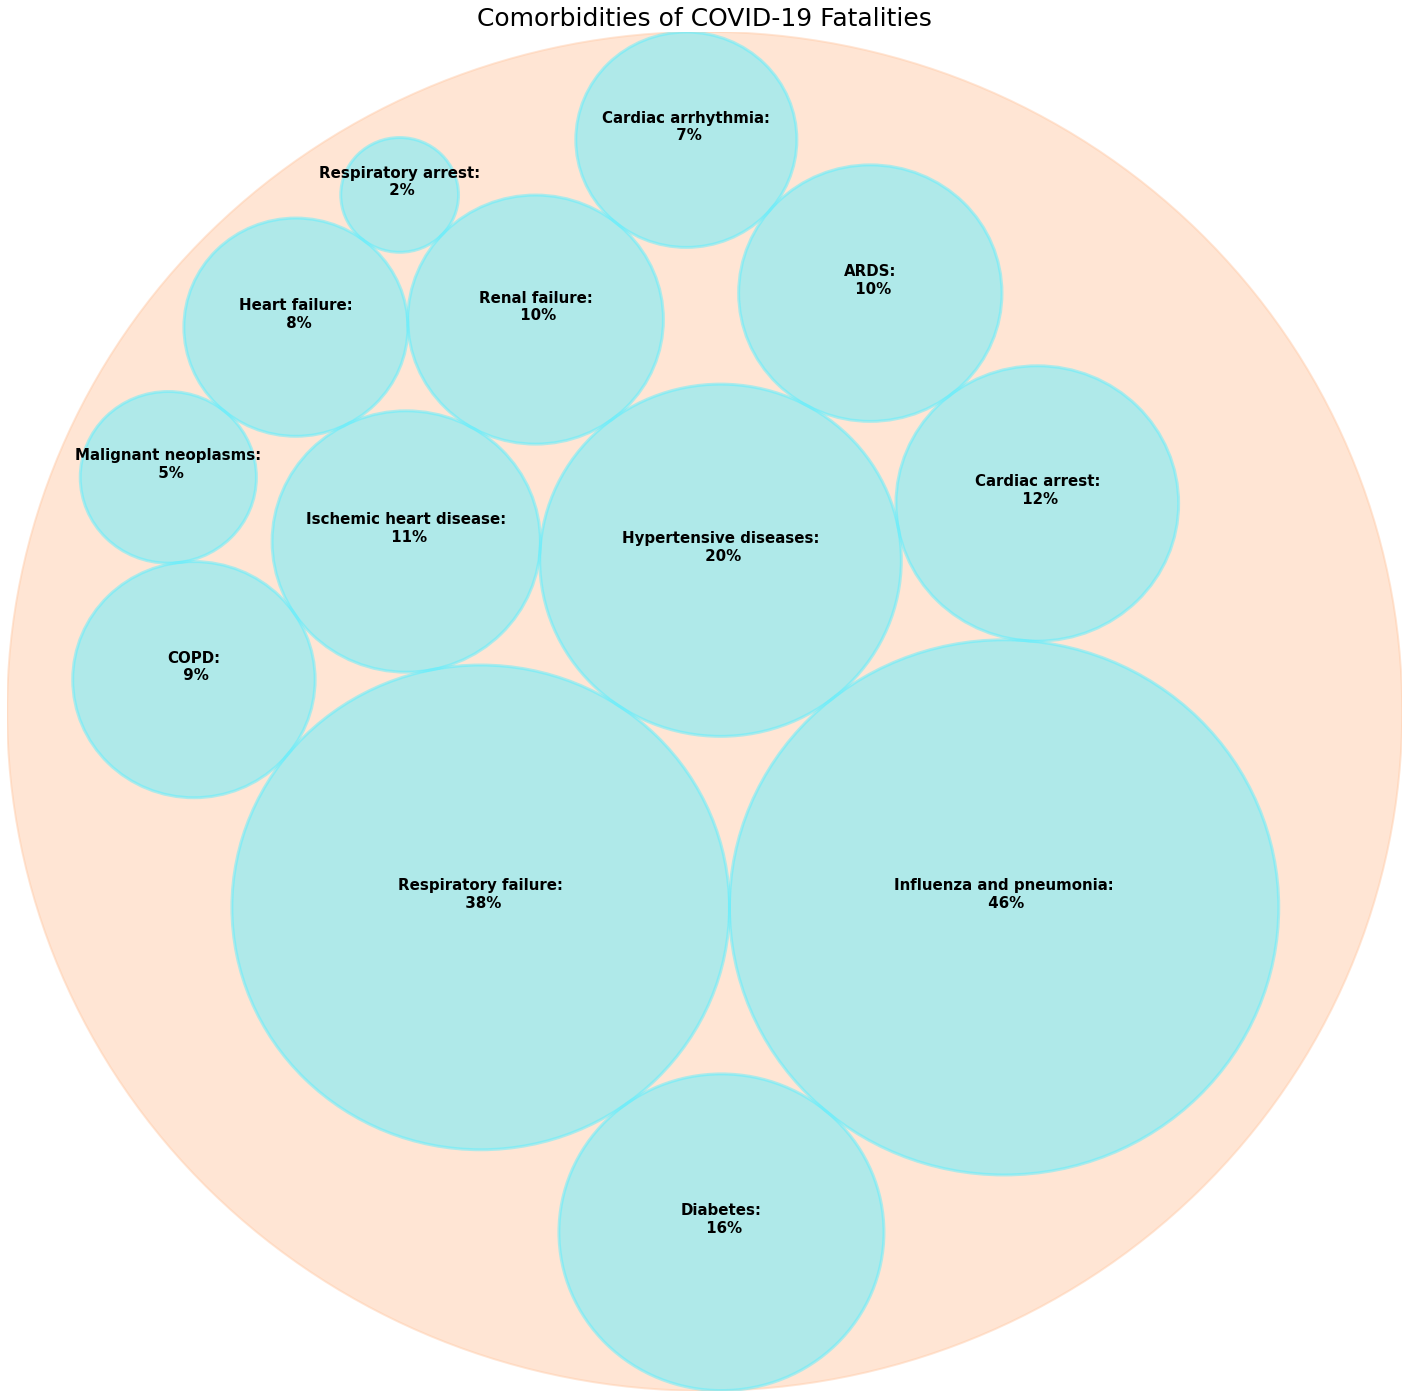 Comorbidities of COVID-19 Fatalities
Cardiac arrhythmia:
7%
Respiratory arrest:
2%
ARDS:
10%
Heart failure:
8%
Renal failure:
10%
Malignant neoplasms:
5%
Ischemic heart disease:
11%
Hypertensive diseases:
20%
Cardiac arrest:
12%
COPD:
9%
Respiratory failure:
38%
Influenza and pneumonia:
46%
Diabetes:
16%